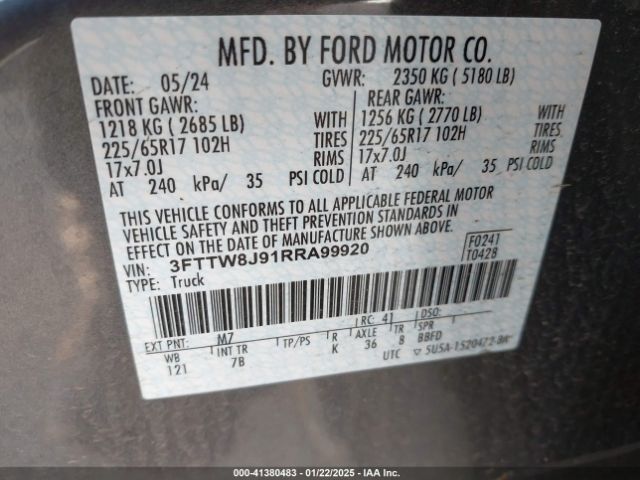 MFD. BY FORD MOTOR CO.
DATE: 05/24 GVWR: 2350 KG ( 5180 LB)
FRONT GAWR: REAR GAWR:
1218 KG ( 2685 LB) WITH 1256 KG ( 2770 LB) WITH
225/65R17 102H TIRES 225/65R17 102H TIRES
17x7.0J RIMS 17x7.0J RIMS
AT 240 kPa/ 35 PSI COLD AT 240 kPa/ 35 PSI COLD
THIS VEHICLE CONFORMS TO ALL APPLICABLE FEDERAL MOTOR
VEHICLE SAFETY AND THEFT PREVENTION STANDARDS IN
EFFECT ON THE DATE OF MANUFACTURE SHOWN ABOVE.
VIN: 3FTTW8J91RRA99920 F0241
TYPE: Truck T0428
EXT PNT: M7 RC: 41 DSO:
WB INT TR TP/PS R AXLE TR SPR
121 7B K 36 8 BBFD
UTC ▽ 5U5A-1520472-BA
000-41380483 - 01/22/2025 - IAA Inc.